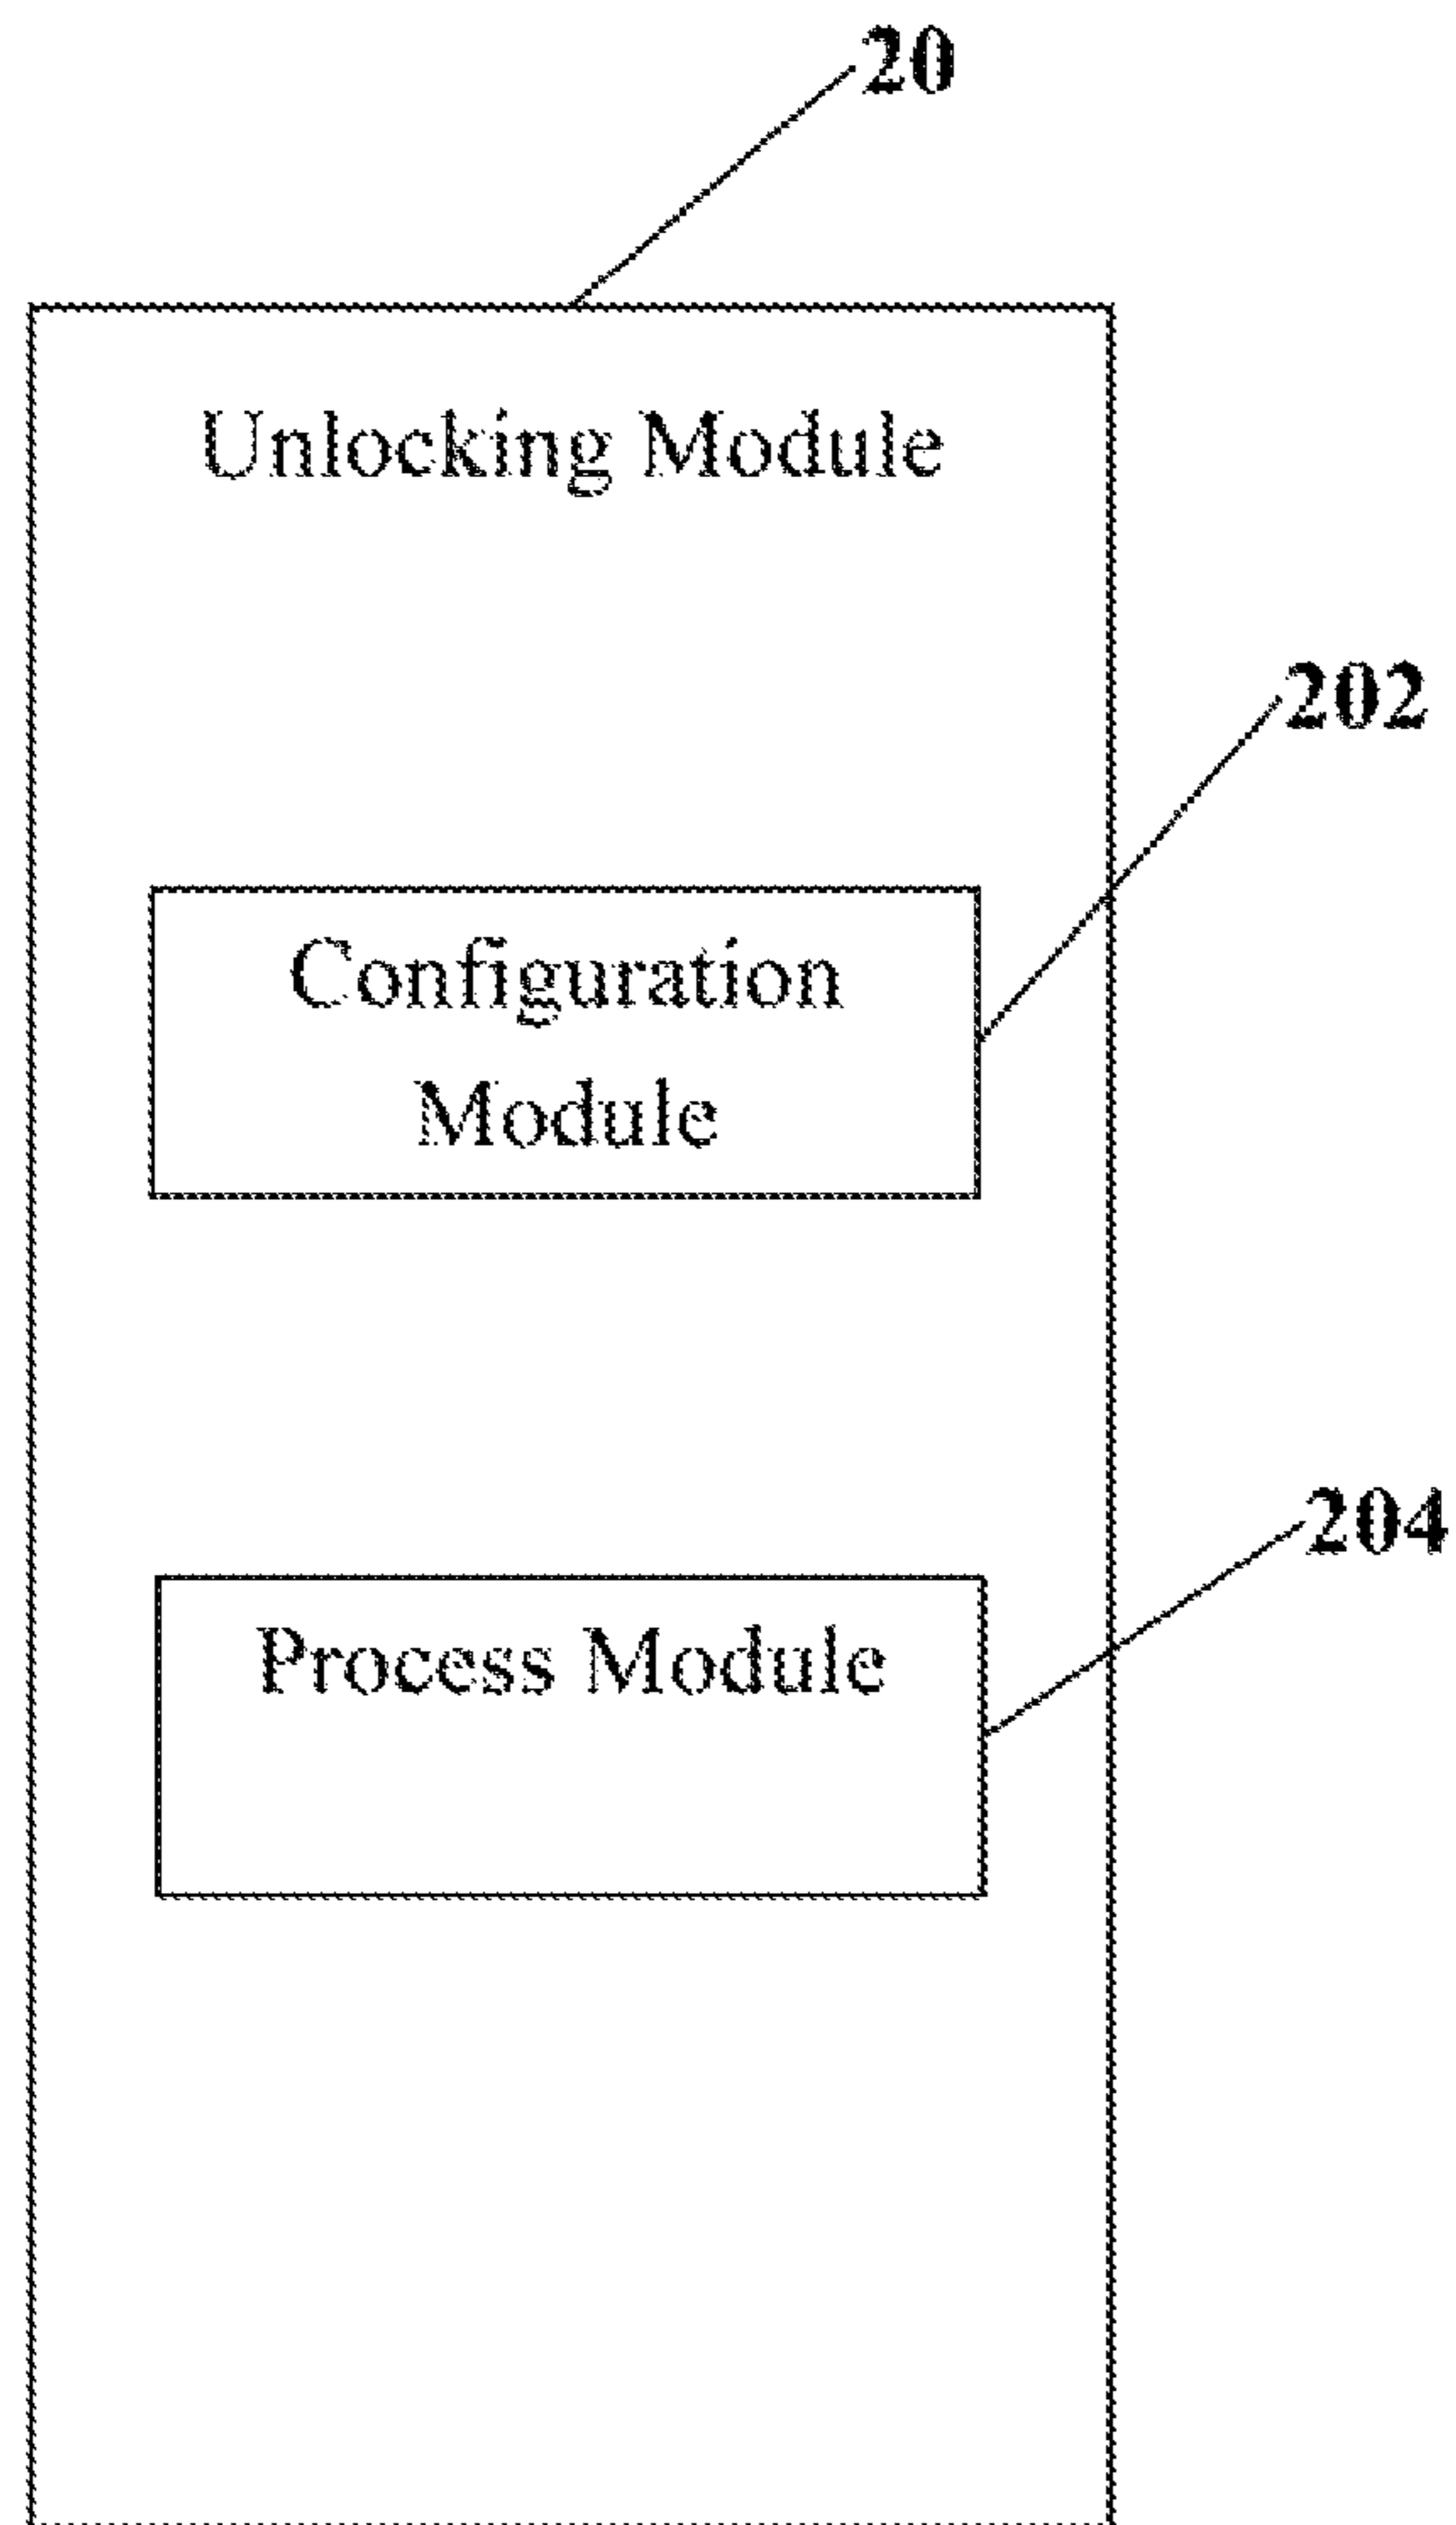 20
Unlocking Module
202
Configuration
Module
204
Process Module